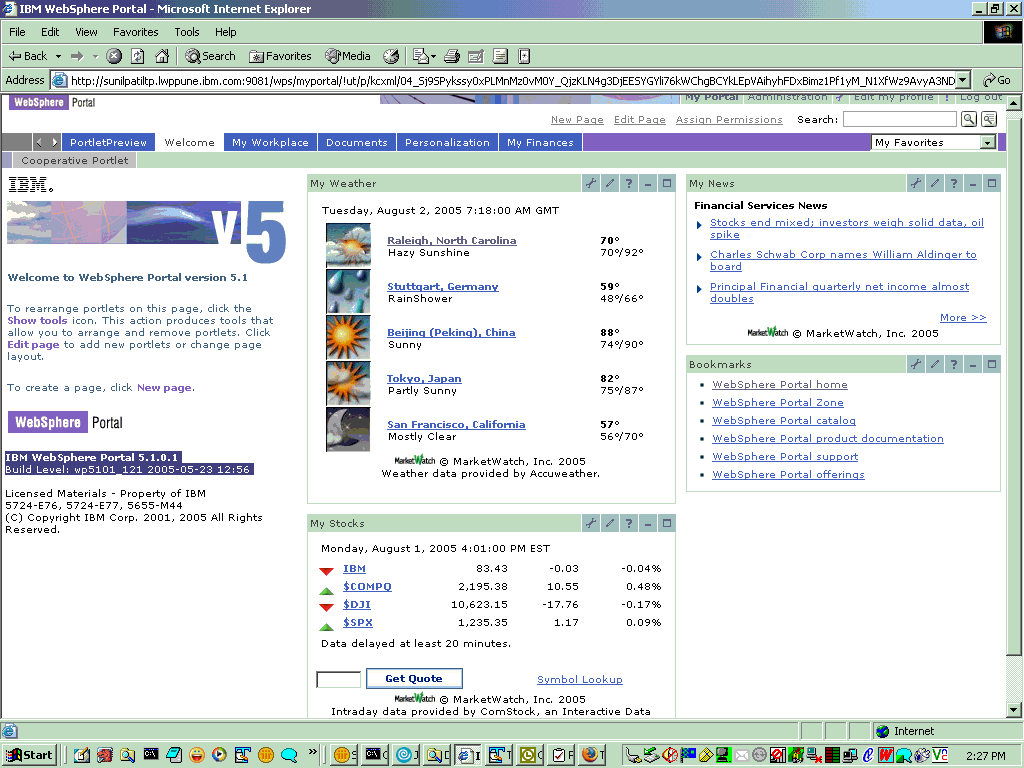 IBM WebSphere Portal - Microsoft Internet Explorer
File Edit View Favorites Tools Help
Back Search Favorites Media
Address http://sunilpatiltp.lwppune.ibm.com:9081/wps/myportal/!ut/p/kcxml/ Go
WebSphere Portal My Portal Administration Edit my profile ? Log out
New Page Edit Page Assign Permissions Search:
PortletPreview Welcome My Workplace Documents Personalization My Finances My Favorites
Cooperative Portlet
IBM.
v5
Welcome to WebSphere Portal version 5.1
To rearrange portlets on this page, click the
Show tools icon. This action produces tools that
allow you to arrange and remove portlets. Click
Edit page to add new portlets or change page
layout.
To create a page, click New page.
WebSphere Portal
IBM WebSphere Portal 5.1.0.1
Build Level: wp5101_121 2005-05-23 12:56
Licensed Materials - Property of IBM
5724-E76, 5724-E77, 5655-M44
(C) Copyright IBM Corp. 2001, 2005 All Rights
Reserved.
My Weather ?
Tuesday, August 2, 2005 7:18:00 AM GMT
Raleigh, North Carolina 70°
Hazy Sunshine 70°/92°
Stuttgart, Germany 59°
RainShower 48°/66°
Beijing (Peking), China 88°
Sunny 74°/90°
Tokyo, Japan 82°
Partly Sunny 75°/87°
San Francisco, California 57°
Mostly Clear 56°/70°
MarketWatch © MarketWatch, Inc. 2005
Weather data provided by Accuweather.
My Stocks ?
Monday, August 1, 2005 4:01:00 PM EST
IBM 83.43 -0.03 -0.04%
$COMPQ 2,195.38 10.55 0.48%
$DJI 10,623.15 -17.76 -0.17%
$SPX 1,235.35 1.17 0.09%
Data delayed at least 20 minutes.
Get Quote Symbol Lookup
MarketWatch © MarketWatch, Inc. 2005
Intraday data provided by ComStock, an Interactive Data
My News ?
Financial Services News
Stocks end mixed; investors weigh solid data, oil
spike
Charles Schwab Corp names William Aldinger to
board
Principal Financial quarterly net income almost
doubles
More >>
MarketWatch © MarketWatch, Inc. 2005
Bookmarks ?
WebSphere Portal home
WebSphere Portal Zone
WebSphere Portal catalog
WebSphere Portal product documentation
WebSphere Portal support
WebSphere Portal offerings
Internet
Start 2:27 PM